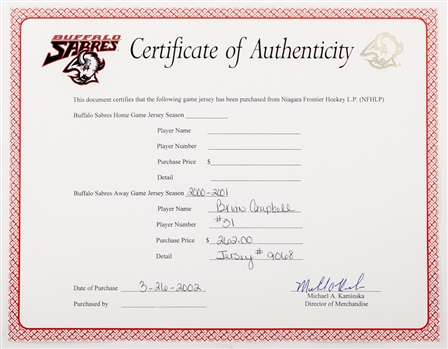 BUFFALO
SABRES
Certificate of Authenticity
This document certifies that the following game jersey has been purchased from Niagara Frontier Hockey L.P. (NFHLP)
Buffalo Sabres Home Game Jersey Season
Player Name
Player Number
Purchase Price $
Detail
Buffalo Sabres Away Game Jersey Season 2000-2001
Player Name Brian Campbell
Player Number #51
Purchase Price $ 262.00
Detail Jersey # 9068
Date of Purchase 3-26-2002
Michael A. Kaminska
Purchased by Director of Merchandise